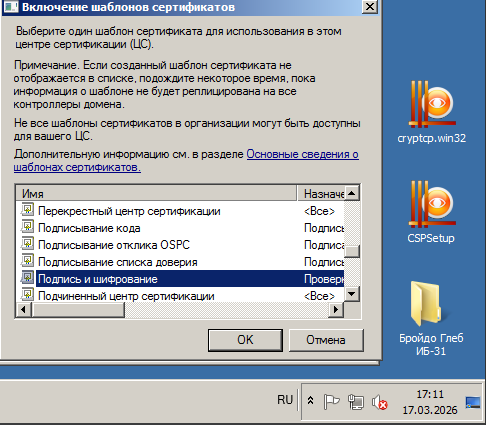 Включение шаблонов сертификатов
Выберите один шаблон сертификата для использования в этом
центре сертификации (ЦС).
Примечание. Если созданный шаблон сертификата не
отображается в списке, подождите некоторое время, пока
информация о шаблоне не будет реплицирована на все
контроллеры домена.
Не все шаблоны сертификатов в организации могут быть доступны
для вашего ЦС.
Дополнительную информацию см. в разделе Основные сведения о
шаблонах сертификатов.
Имя Назначе
Перекрестный центр сертификации <Все>
Подписывание кода Подпись
Подписывание отклика OSPC Подписа
Подписывание списка доверия Подпись
Подпись и шифрование Проверк
Подчиненный центр сертификации <Все>
OK Отмена
cryptcp.win32
CSPSetup
Бройдо Глеб
ИБ-31
RU
17:11
17.03.2026